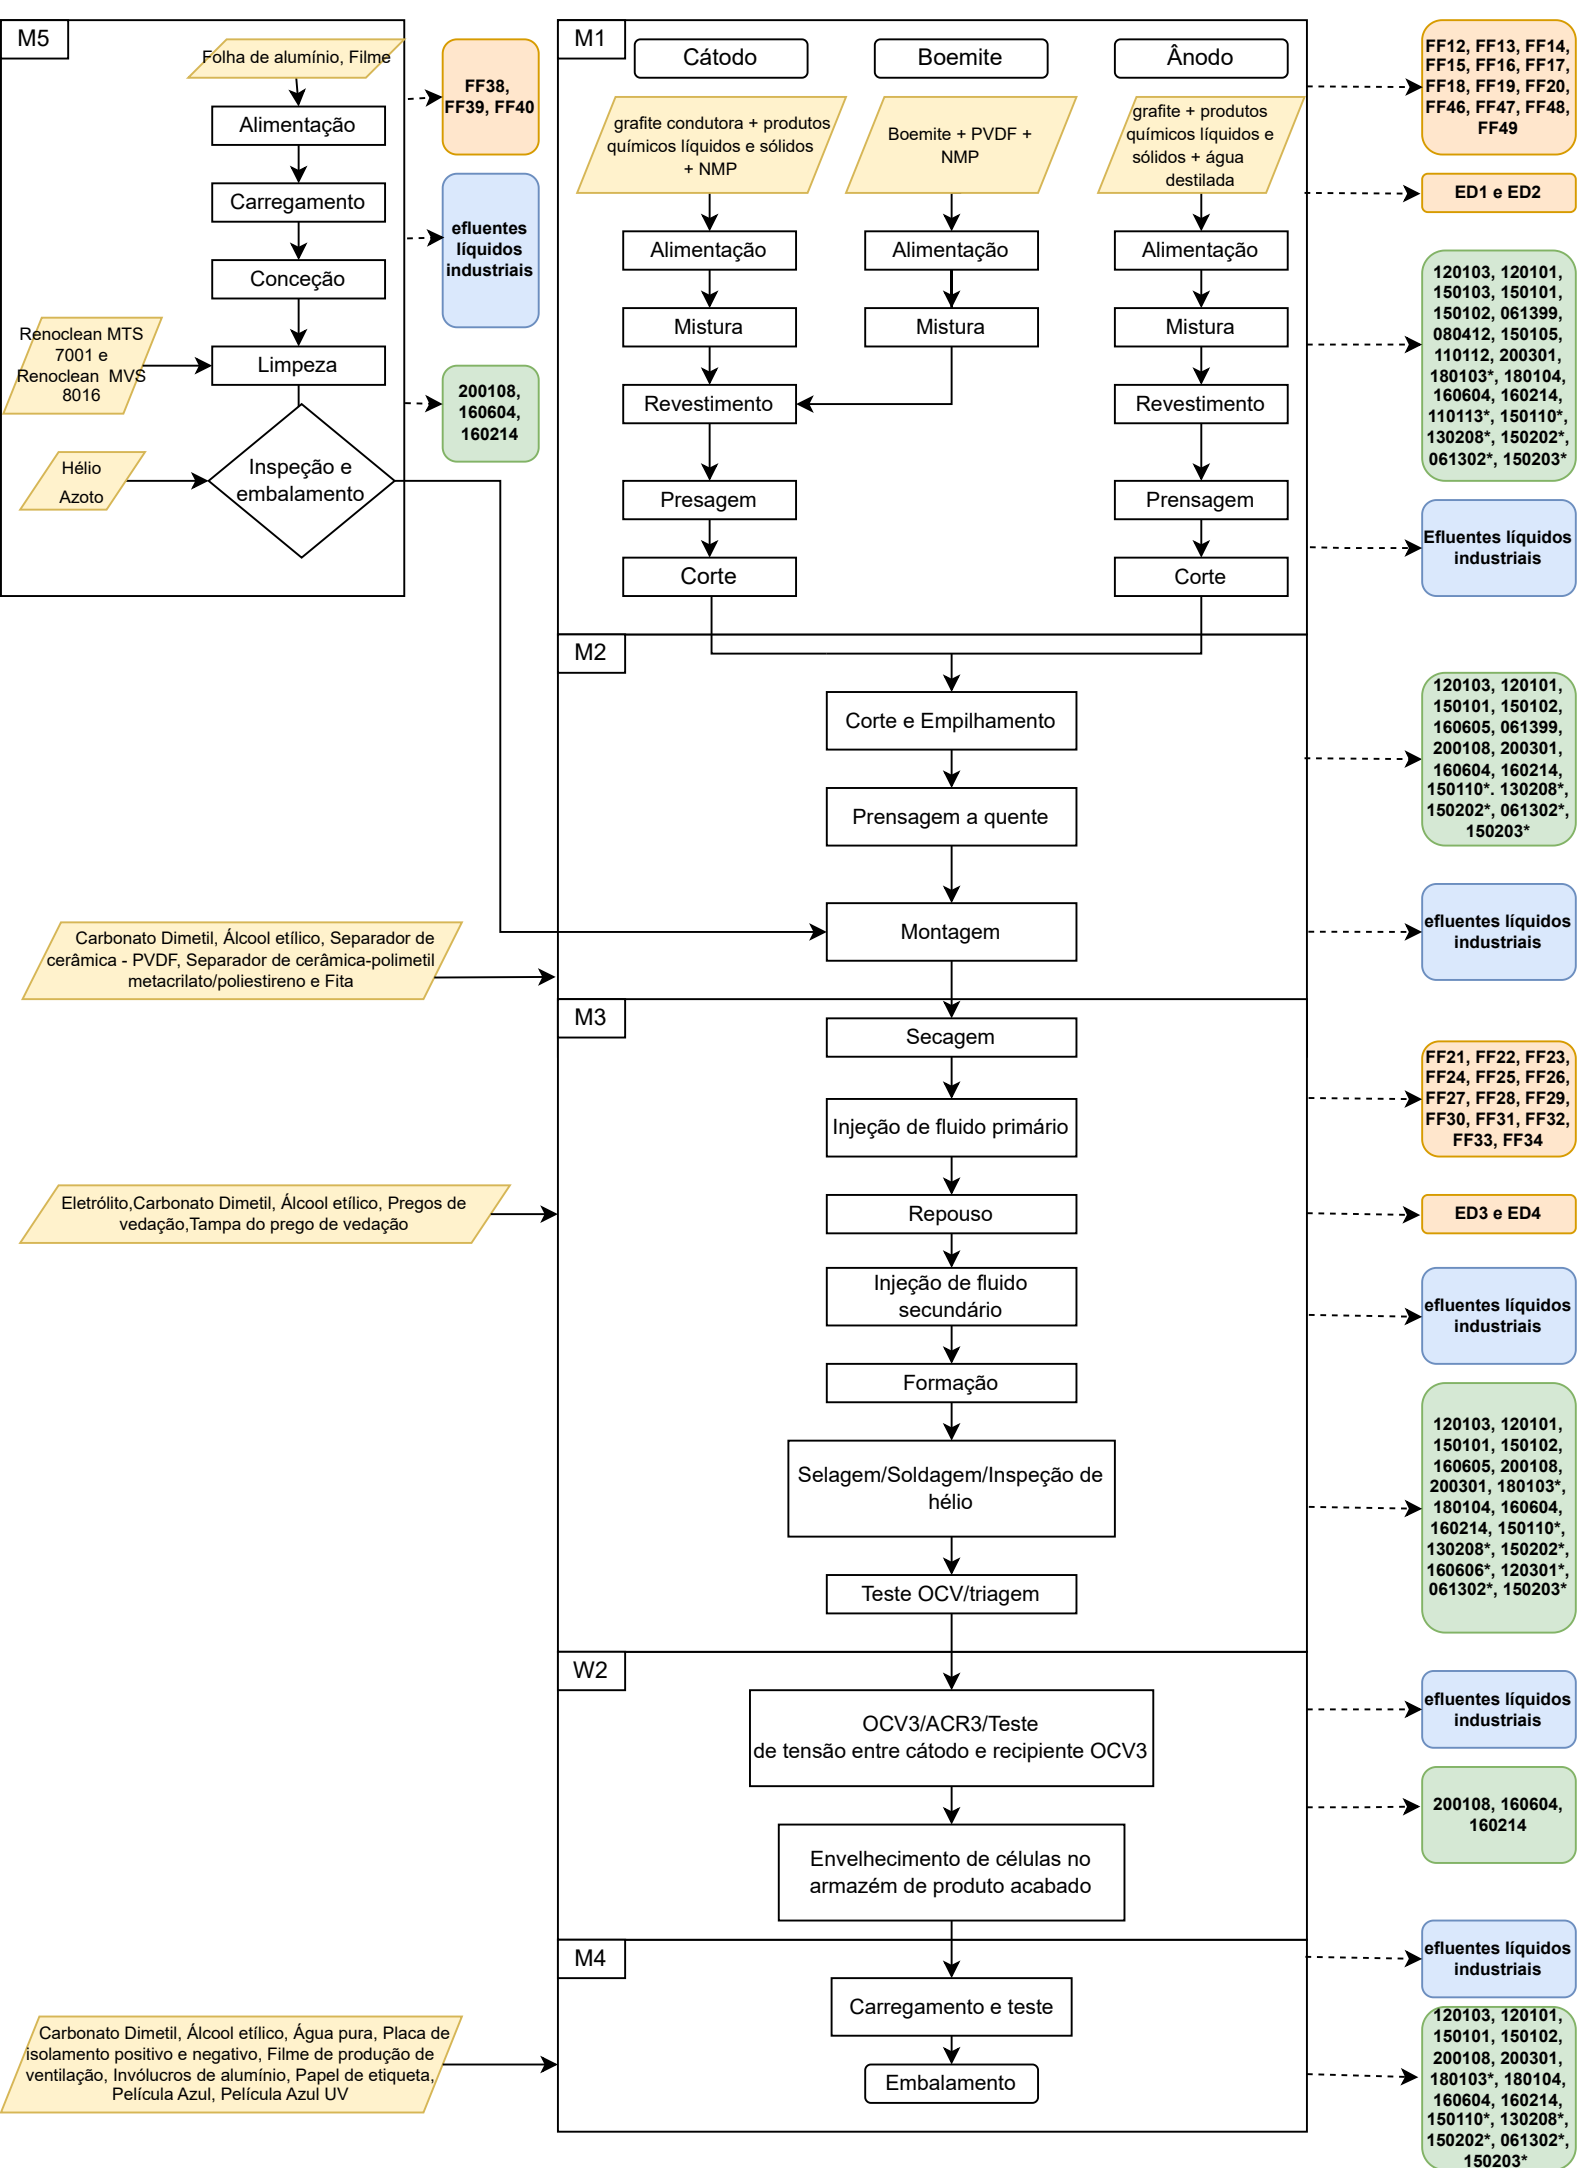 M5
Folha de alumínio, Filme
Alimentação
Carregamento
Conceção
Renoclean MTS
7001 e
Renoclean  MVS
8016
Limpeza
Hélio
Azoto
Inspeção e
embalamento
FF38,
FF39, FF40
efluentes
líquidos
industriais
200108,
160604,
160214
M1
Cátodo
Boemite
Ânodo
grafite condutora + produtos
químicos líquidos e sólidos
+ NMP
Boemite + PVDF +
NMP
grafite + produtos
químicos líquidos e
sólidos + água
destilada
Alimentação
Alimentação
Alimentação
Mistura
Mistura
Mistura
Revestimento
Revestimento
Presagem
Prensagem
Corte
Corte
FF12, FF13, FF14,
FF15, FF16, FF17,
FF18, FF19, FF20,
FF46, FF47, FF48,
FF49
ED1 e ED2
120103, 120101,
150103, 150101,
150102, 061399,
080412, 150105,
110112, 200301,
180103*, 180104,
160604, 160214,
110113*, 150110*,
130208*, 150202*,
061302*, 150203*
Efluentes líquidos
industriais
M2
Corte e Empilhamento
Prensagem a quente
Montagem
120103, 120101,
150101, 150102,
160605, 061399,
200108, 200301,
160604, 160214,
150110*. 130208*,
150202*, 061302*,
150203*
efluentes líquidos
industriais
Carbonato Dimetil, Álcool etílico, Separador de
cerâmica - PVDF, Separador de cerâmica-polimetil
metacrilato/poliestireno e Fita
M3
Secagem
Injeção de fluido primário
Repouso
Injeção de fluido
secundário
Formação
Selagem/Soldagem/Inspeção de
hélio
Teste OCV/triagem
Eletrólito,Carbonato Dimetil, Álcool etílico, Pregos de
vedação,Tampa do prego de vedação
FF21, FF22, FF23,
FF24, FF25, FF26,
FF27, FF28, FF29,
FF30, FF31, FF32,
FF33, FF34
ED3 e ED4
efluentes líquidos
industriais
120103, 120101,
150101, 150102,
160605, 200108,
200301, 180103*,
180104, 160604,
160214, 150110*,
130208*, 150202*,
160606*, 120301*,
061302*, 150203*
W2
OCV3/ACR3/Teste
de tensão entre cátodo e recipiente OCV3
Envelhecimento de células no
armazém de produto acabado
efluentes líquidos
industriais
200108, 160604,
160214
M4
Carregamento e teste
Embalamento
Carbonato Dimetil, Álcool etílico, Água pura, Placa de
isolamento positivo e negativo, Filme de produção de
ventilação, Invólucros de alumínio, Papel de etiqueta,
Película Azul, Película Azul UV
efluentes líquidos
industriais
120103, 120101,
150101, 150102,
200108, 200301,
180103*, 180104,
160604, 160214,
150110*, 130208*,
150202*, 061302*,
150203*